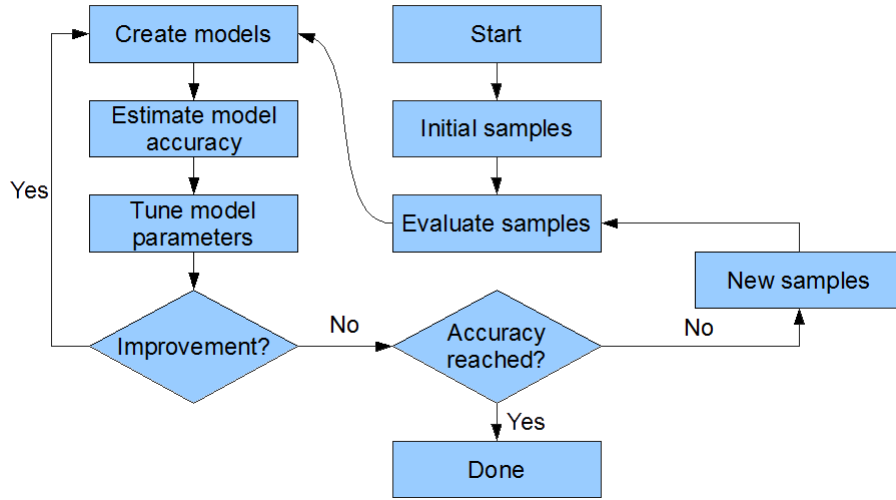 Create models
Start
Estimate model
accuracy
Initial samples
Yes
Tune model
parameters
Evaluate samples
New samples
Improvement?
No
Accuracy
reached?
No
Yes
Done